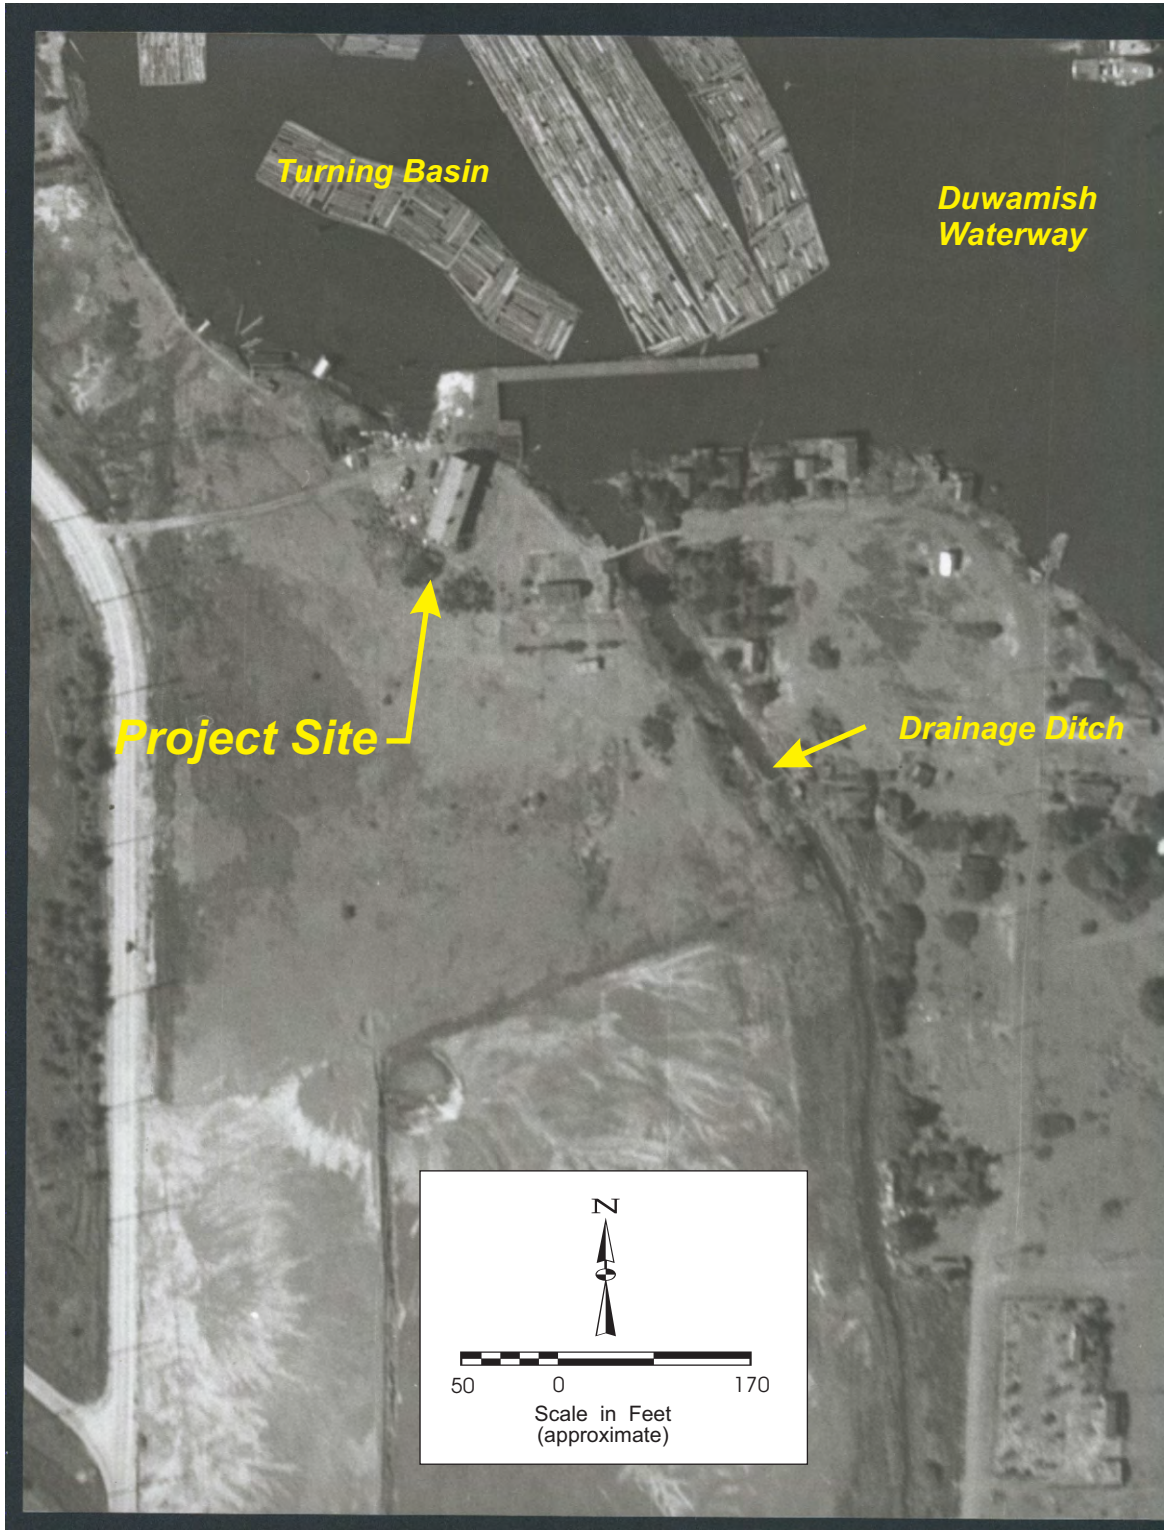 Turning Basin
Duwamish
Waterway
Project Site
Drainage Ditch
N
50 0 170
Scale in Feet
(approximate)